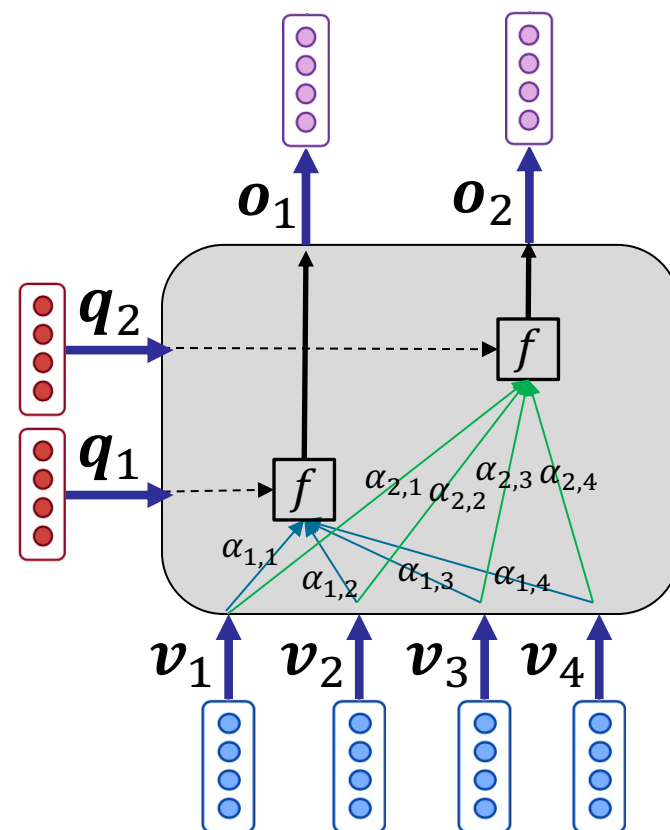 𝒐₁ 𝒐₂
𝒒₂
f
𝒒₁
f
α₂,₁ α₂,₂ α₂,₃ α₂,₄
α₁,₁ α₁,₂ α₁,₃ α₁,₄
𝒗₁ 𝒗₂ 𝒗₃ 𝒗₄